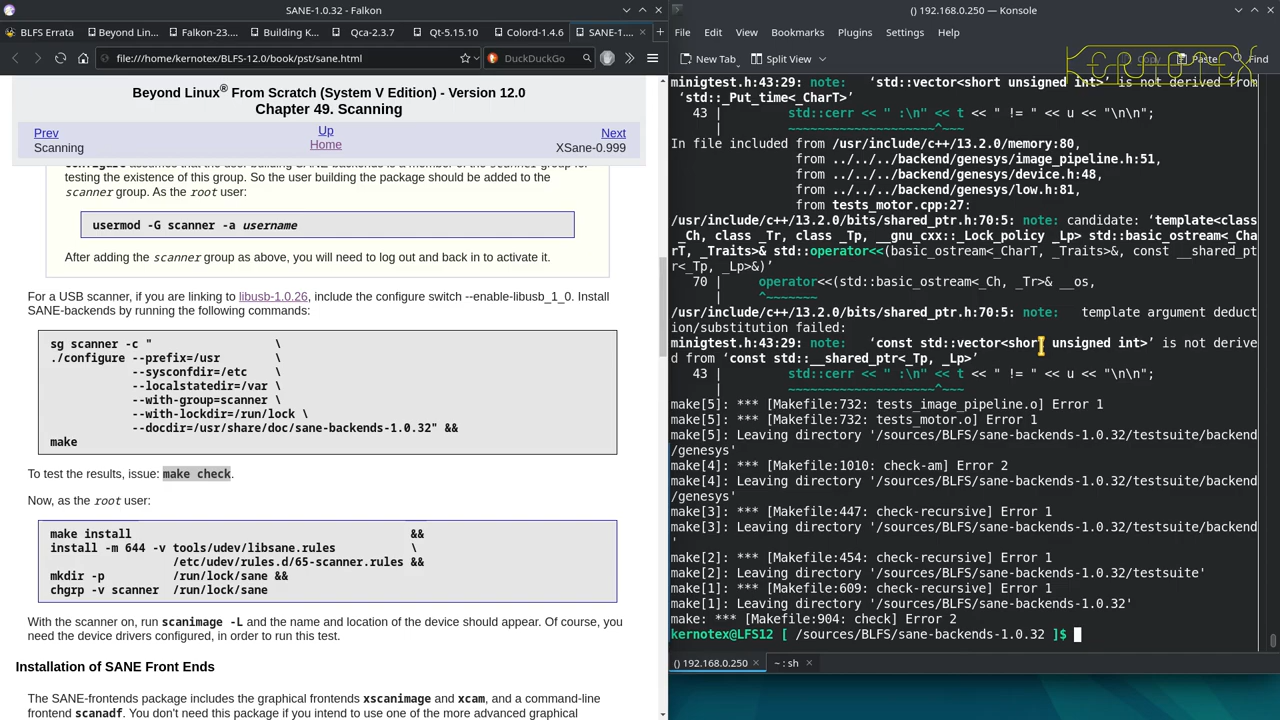 SANE-1.0.32 - Falkon
BLFS Errata
Beyond Lin...
Falkon-23....
Building K...
Qca-2.3.7
Qt-5.15.10
Colord-1.4.6
SANE-1....
file:///home/kernotex/BLFS-12.0/book/pst/sane.html
DuckDuckGo
Beyond Linux® From Scratch (System V Edition) - Version 12.0
Chapter 49. Scanning
Prev
Up
Next
Scanning
Home
XSane-0.999
configure assumes that the user building SANE backends is a member of the scanner group for
testing the existence of this group. So the user building the package should be added to the
scanner group. As the root user:
usermod -G scanner -a username
After adding the scanner group as above, you will need to log out and back in to activate it.
For a USB scanner, if you are linking to libusb-1.0.26, include the configure switch --enable-libusb_1_0. Install
SANE-backends by running the following commands:
sg scanner -c " \
./configure --prefix=/usr \
--sysconfdir=/etc \
--localstatedir=/var \
--with-group=scanner \
--with-lockdir=/run/lock \
--docdir=/usr/share/doc/sane-backends-1.0.32" &&
make
To test the results, issue: make check.
Now, as the root user:
make install &&
install -m 644 -v tools/udev/libsane.rules \
/etc/udev/rules.d/65-scanner.rules &&
mkdir -p /run/lock/sane &&
chgrp -v scanner /run/lock/sane
With the scanner on, run scanimage -L and the name and location of the device should appear. Of course, you
need the device drivers configured, in order to run this test.
Installation of SANE Front Ends
The SANE-frontends package includes the graphical frontends xscanimage and xcam, and a command-line
frontend scanadf. You don't need this package if you intend to use one of the more advanced graphical
() 192.168.0.250 — Konsole
File Edit View Bookmarks Plugins Settings Help
New Tab Split View Copy Paste Find
KERNOTEX
minigtest.h:43:29: note: ‘std::vector<short unsigned int>’ is not derived from
‘std::_Put_time<_CharT>’
43 | std::cerr << " :\n" << t << " != " << u << "\n\n";
| ~~~~~~~~~~~~~~~~~~~~^~~~
In file included from /usr/include/c++/13.2.0/memory:80,
from ../../../backend/genesys/image_pipeline.h:51,
from ../../../backend/genesys/device.h:48,
from ../../../backend/genesys/low.h:81,
from tests_motor.cpp:27:
/usr/include/c++/13.2.0/bits/shared_ptr.h:70:5: note: candidate: ‘template<class
_Ch, class _Tr, class _Tp, __gnu_cxx::_Lock_policy _Lp> std::basic_ostream<_Cha
rT, _Traits>& std::operator<<(basic_ostream<_CharT, _Traits>&, const __shared_pt
r<_Tp, _Lp>&)’
70 | operator<<(std::basic_ostream<_Ch, _Tr>& __os,
| ^~~~~~~~
/usr/include/c++/13.2.0/bits/shared_ptr.h:70:5: note: template argument deduct
ion/substitution failed:
minigtest.h:43:29: note: ‘const std::vector<short unsigned int>’ is not derive
d from ‘const std::__shared_ptr<_Tp, _Lp>’
43 | std::cerr << " :\n" << t << " != " << u << "\n\n";
| ~~~~~~~~~~~~~~~~~~~~^~~~
make[5]: *** [Makefile:732: tests_image_pipeline.o] Error 1
make[5]: *** [Makefile:732: tests_motor.o] Error 1
make[5]: Leaving directory '/sources/BLFS/sane-backends-1.0.32/testsuite/backend
/genesys'
make[4]: *** [Makefile:1010: check-am] Error 2
make[4]: Leaving directory '/sources/BLFS/sane-backends-1.0.32/testsuite/backend
/genesys'
make[3]: *** [Makefile:447: check-recursive] Error 1
make[3]: Leaving directory '/sources/BLFS/sane-backends-1.0.32/testsuite/backend
'
make[2]: *** [Makefile:454: check-recursive] Error 1
make[2]: Leaving directory '/sources/BLFS/sane-backends-1.0.32/testsuite'
make[1]: *** [Makefile:609: check-recursive] Error 1
make[1]: Leaving directory '/sources/BLFS/sane-backends-1.0.32'
make: *** [Makefile:904: check] Error 2
kernotex@LFS12 [ /sources/BLFS/sane-backends-1.0.32 ]$
() 192.168.0.250
~ : sh